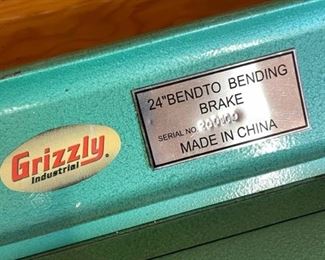 Grizzly®
Industrial
24"BENDTO BENDING
BRAKE
SERIAL NO.
MADE IN CHINA